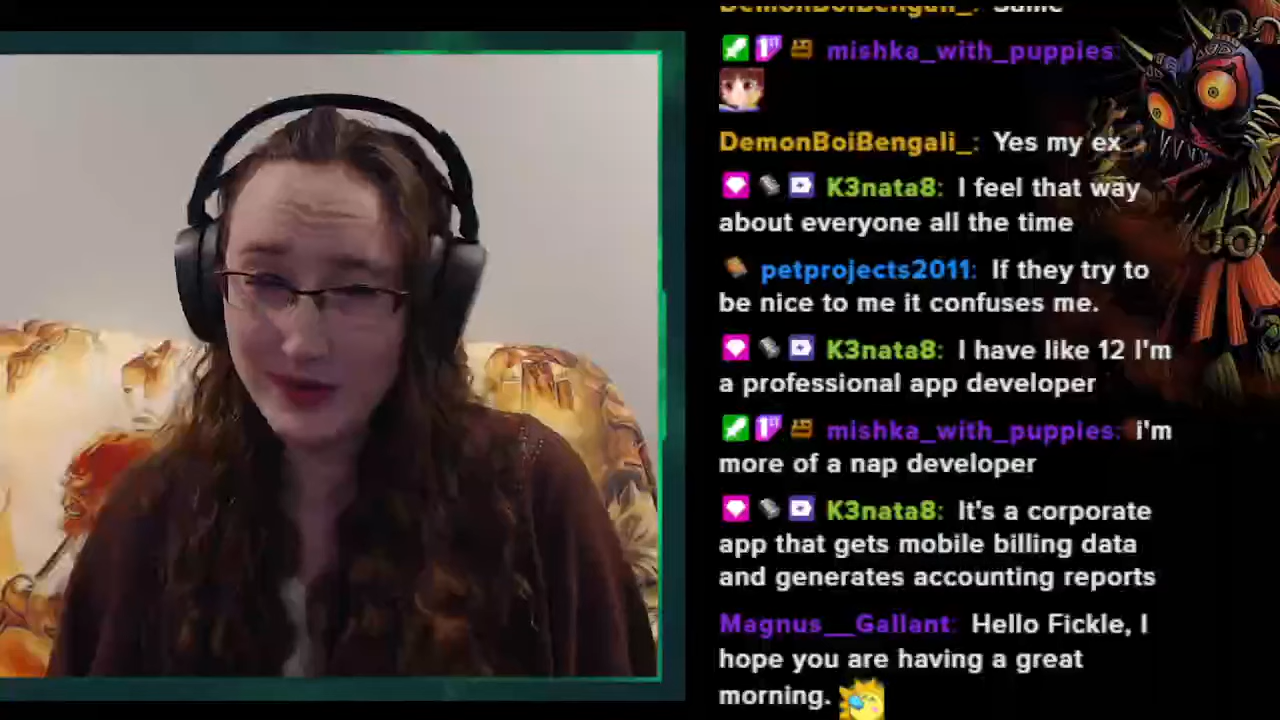 DemonBoiBengali_: Same
mishka_with_puppies:
DemonBoiBengali_: Yes my ex
K3nata8: I feel that way
about everyone all the time
petprojects2011: If they try to
be nice to me it confuses me.
K3nata8: I have like 12 I'm
a professional app developer
mishka_with_puppies: i'm
more of a nap developer
K3nata8: It's a corporate
app that gets mobile billing data
and generates accounting reports
Magnus__Gallant: Hello Fickle, I
hope you are having a great
morning.